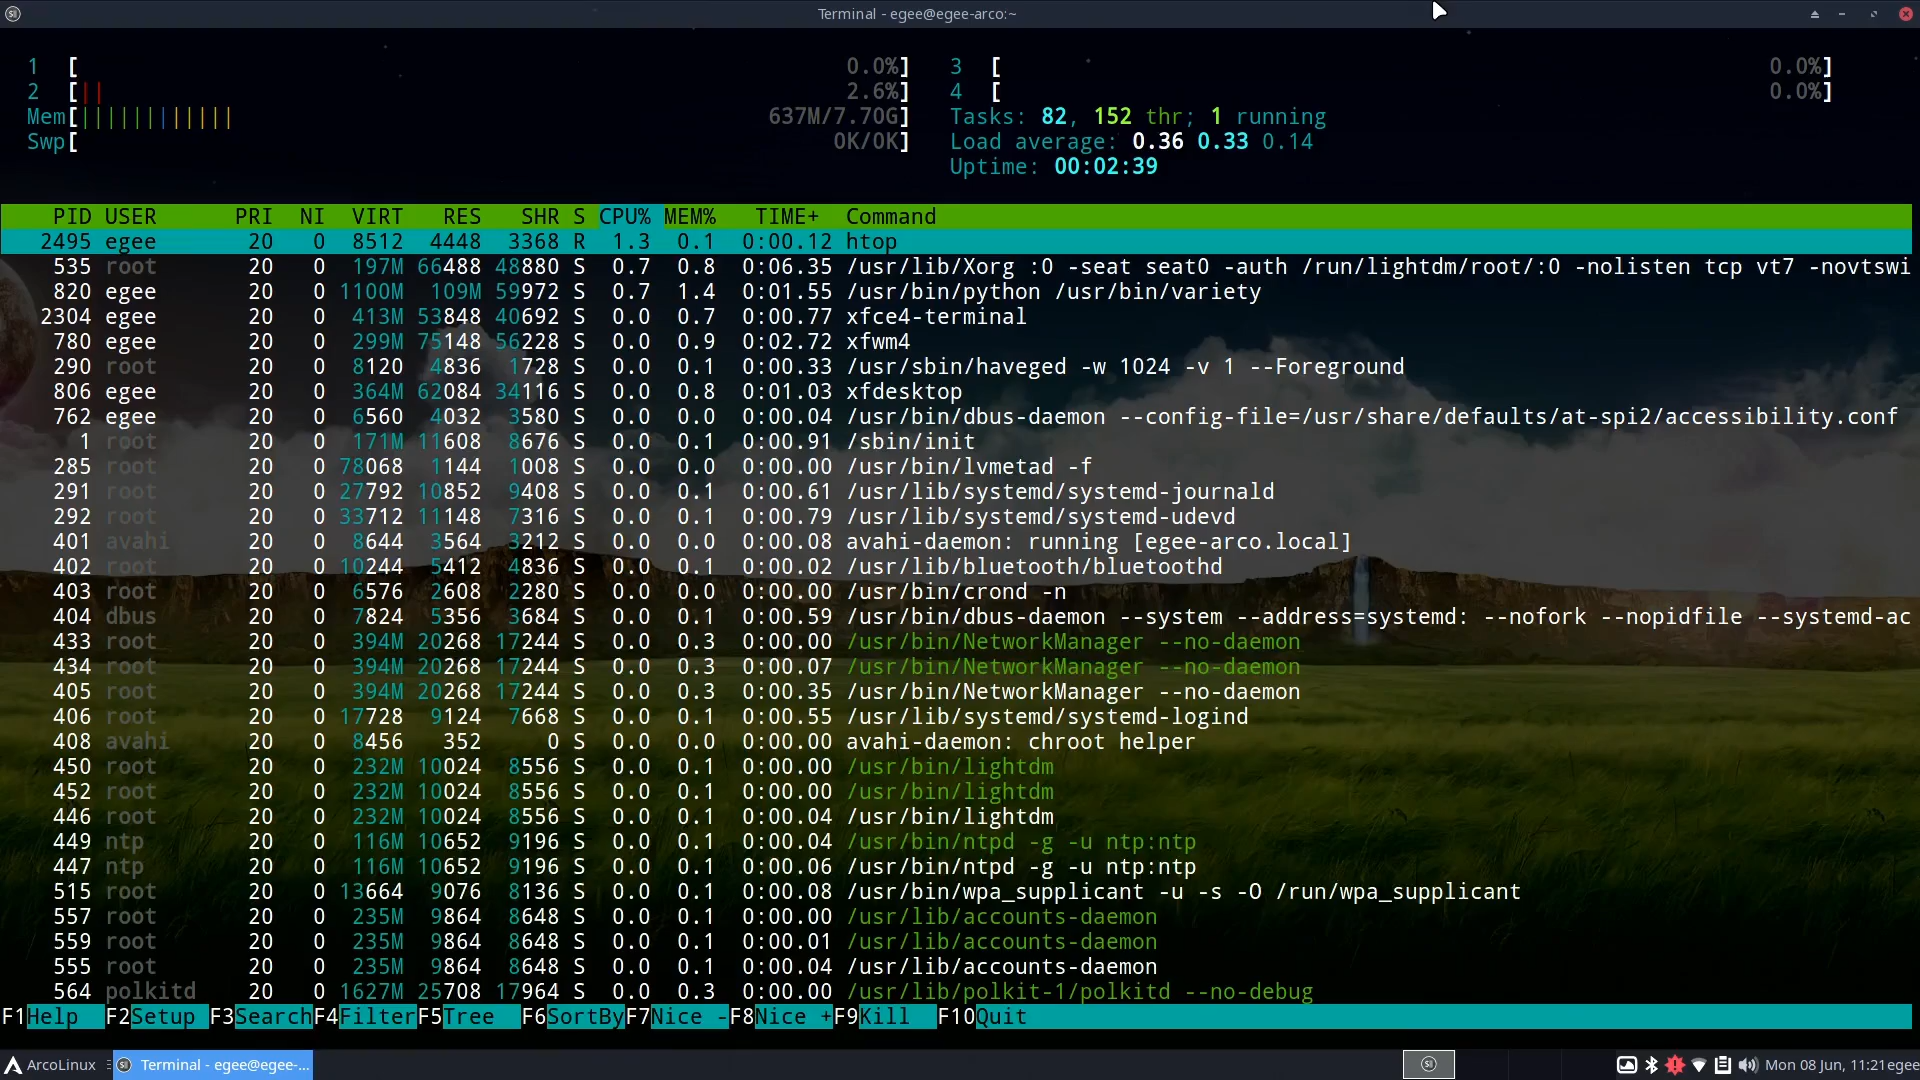 Terminal - egee@egee-arco:~
1 [ 0.0%] 3 [ 0.0%]
2 [|| 2.6%] 4 [ 0.0%]
Mem[|||||||||||||| 637M/7.70G] Tasks: 82, 152 thr; 1 running
Swp[ 0K/0K] Load average: 0.36 0.33 0.14
Uptime: 00:02:39
PID USER PRI NI VIRT RES SHR S CPU% MEM% TIME+ Command
2495 egee 20 0 8512 4448 3368 R 1.3 0.1 0:00.12 htop
535 root 20 0 197M 66488 48880 S 0.7 0.8 0:06.35 /usr/lib/Xorg :0 -seat seat0 -auth /run/lightdm/root/:0 -nolisten tcp vt7 -novtswi
820 egee 20 0 1100M 109M 59972 S 0.7 1.4 0:01.55 /usr/bin/python /usr/bin/variety
2304 egee 20 0 413M 53848 40692 S 0.0 0.7 0:00.77 xfce4-terminal
780 egee 20 0 299M 75148 56228 S 0.0 0.9 0:02.72 xfwm4
290 root 20 0 8120 4836 1728 S 0.0 0.1 0:00.33 /usr/sbin/haveged -w 1024 -v 1 --Foreground
806 egee 20 0 364M 62084 34116 S 0.0 0.8 0:01.03 xfdesktop
762 egee 20 0 6560 4032 3580 S 0.0 0.0 0:00.04 /usr/bin/dbus-daemon --config-file=/usr/share/defaults/at-spi2/accessibility.conf
1 root 20 0 171M 11608 8676 S 0.0 0.1 0:00.91 /sbin/init
285 root 20 0 78068 1144 1008 S 0.0 0.0 0:00.00 /usr/bin/lvmetad -f
291 root 20 0 27792 10852 9408 S 0.0 0.1 0:00.61 /usr/lib/systemd/systemd-journald
292 root 20 0 33712 11148 7316 S 0.0 0.1 0:00.79 /usr/lib/systemd/systemd-udevd
401 avahi 20 0 8644 3564 3212 S 0.0 0.0 0:00.08 avahi-daemon: running [egee-arco.local]
402 root 20 0 10244 5412 4836 S 0.0 0.1 0:00.02 /usr/lib/bluetooth/bluetoothd
403 root 20 0 6576 2608 2280 S 0.0 0.0 0:00.00 /usr/bin/crond -n
404 dbus 20 0 7824 5356 3684 S 0.0 0.1 0:00.59 /usr/bin/dbus-daemon --system --address=systemd: --nofork --nopidfile --systemd-ac
433 root 20 0 394M 20268 17244 S 0.0 0.3 0:00.00 /usr/bin/NetworkManager --no-daemon
434 root 20 0 394M 20268 17244 S 0.0 0.3 0:00.07 /usr/bin/NetworkManager --no-daemon
405 root 20 0 394M 20268 17244 S 0.0 0.3 0:00.35 /usr/bin/NetworkManager --no-daemon
406 root 20 0 17728 9124 7668 S 0.0 0.1 0:00.55 /usr/lib/systemd/systemd-logind
408 avahi 20 0 8456 352 0 S 0.0 0.0 0:00.00 avahi-daemon: chroot helper
450 root 20 0 232M 10024 8556 S 0.0 0.1 0:00.00 /usr/bin/lightdm
452 root 20 0 232M 10024 8556 S 0.0 0.1 0:00.00 /usr/bin/lightdm
446 root 20 0 232M 10024 8556 S 0.0 0.1 0:00.04 /usr/bin/lightdm
449 ntp 20 0 116M 10652 9196 S 0.0 0.1 0:00.04 /usr/bin/ntpd -g -u ntp:ntp
447 ntp 20 0 116M 10652 9196 S 0.0 0.1 0:00.06 /usr/bin/ntpd -g -u ntp:ntp
515 root 20 0 13664 9076 8136 S 0.0 0.1 0:00.08 /usr/bin/wpa_supplicant -u -s -O /run/wpa_supplicant
557 root 20 0 235M 9864 8648 S 0.0 0.1 0:00.00 /usr/lib/accounts-daemon
559 root 20 0 235M 9864 8648 S 0.0 0.1 0:00.01 /usr/lib/accounts-daemon
555 root 20 0 235M 9864 8648 S 0.0 0.1 0:00.04 /usr/lib/accounts-daemon
564 polkitd 20 0 1627M 25708 17964 S 0.0 0.3 0:00.00 /usr/lib/polkit-1/polkitd --no-debug
F1Help F2Setup F3SearchF4FilterF5Tree F6SortByF7Nice -F8Nice +F9Kill F10Quit
ArcoLinux Terminal - egee@egee-... Mon 08 Jun, 11:21egee